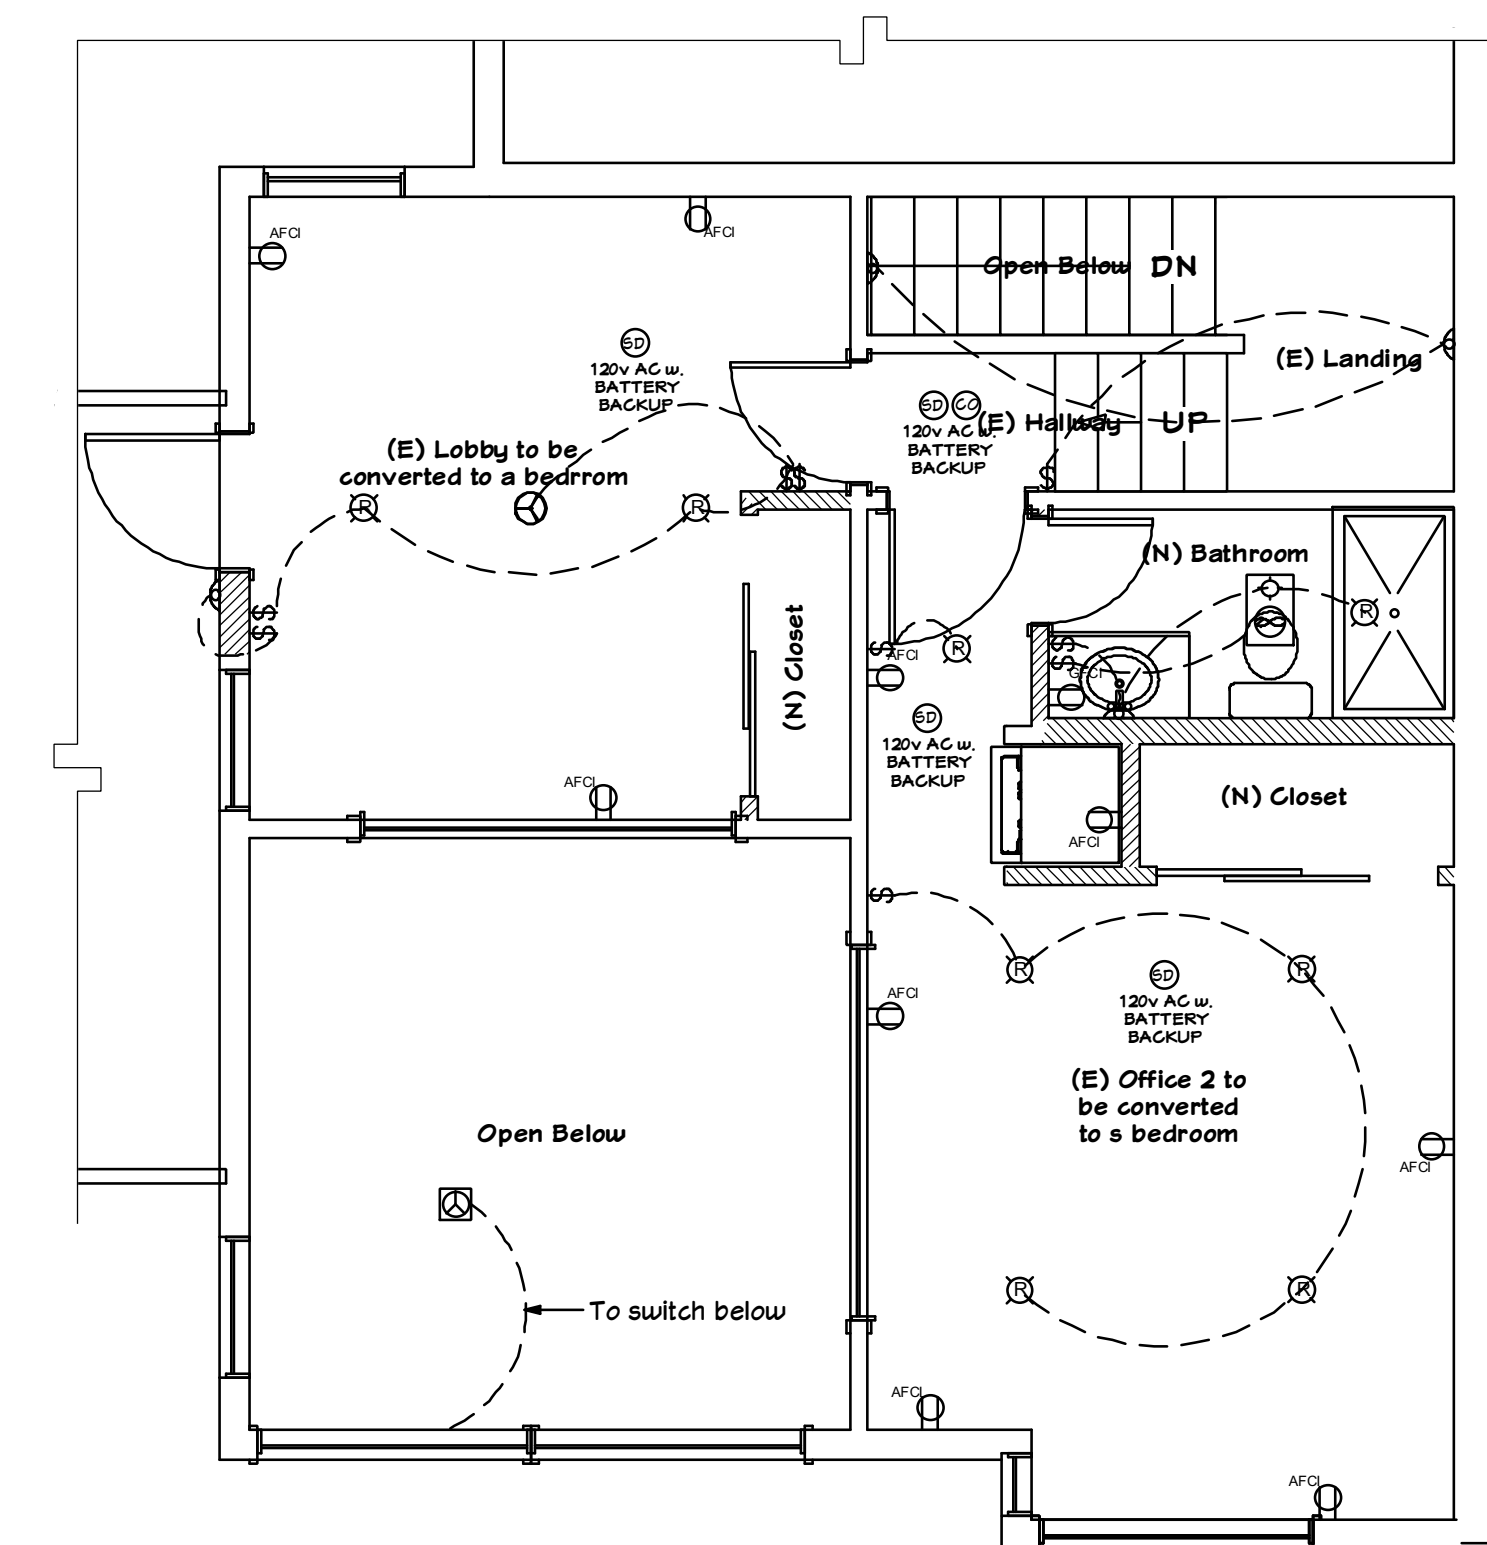 AFCI
AFCI
Open Below DN
SD
120v AC w.
BATTERY
BACKUP
(E) Landing
SD CO
120v AC w.
BATTERY
BACKUP
(E) Hallway UP
(E) Lobby to be
converted to a bedrrom
$$
$
R
R
(N) Bathroom
R
$
$
(N) Closet
$
AFCI
R
$
$
GFCI
SD
120v AC w.
BATTERY
BACKUP
AFCI
(N) Closet
AFCI
$
R
R
SD
120v AC w.
BATTERY
BACKUP
AFCI
(E) Office 2 to
be converted
to s bedroom
Open Below
AFCI
R
R
To switch below
AFCI
AFCI